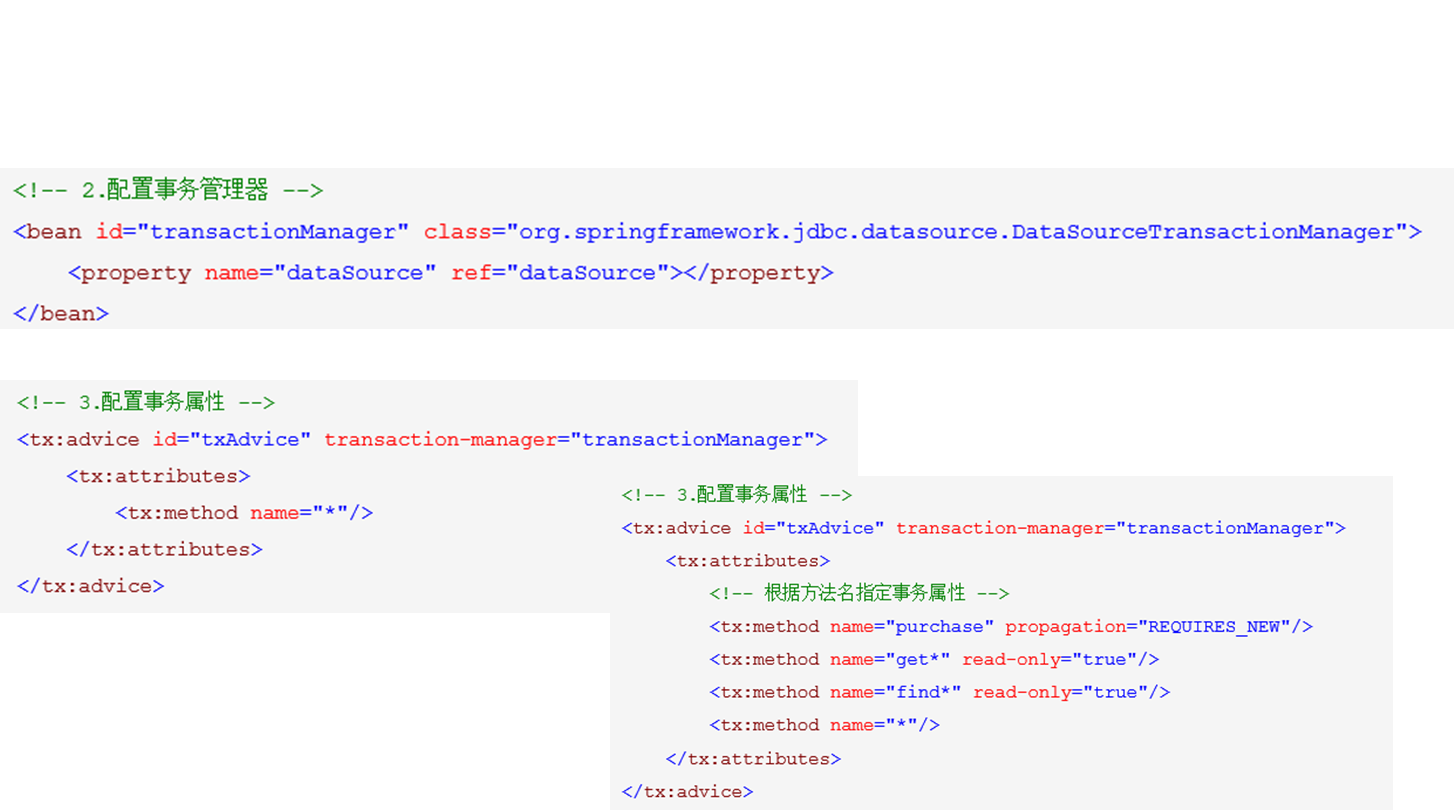 <!-- 2.配置事务管理器 -->
<bean id="transactionManager" class="org.springframework.jdbc.datasource.DataSourceTransactionManager">
    <property name="dataSource" ref="dataSource"></property>
</bean>
<!-- 3.配置事务属性 -->
<tx:advice id="txAdvice" transaction-manager="transactionManager">
    <tx:attributes>
        <tx:method name="*"/>
    </tx:attributes>
</tx:advice>
<!-- 3.配置事务属性 -->
<tx:advice id="txAdvice" transaction-manager="transactionManager">
    <tx:attributes>
        <!-- 根据方法名指定事务属性 -->
        <tx:method name="purchase" propagation="REQUIRES_NEW"/>
        <tx:method name="get*" read-only="true"/>
        <tx:method name="find*" read-only="true"/>
        <tx:method name="*"/>
    </tx:attributes>
</tx:advice>